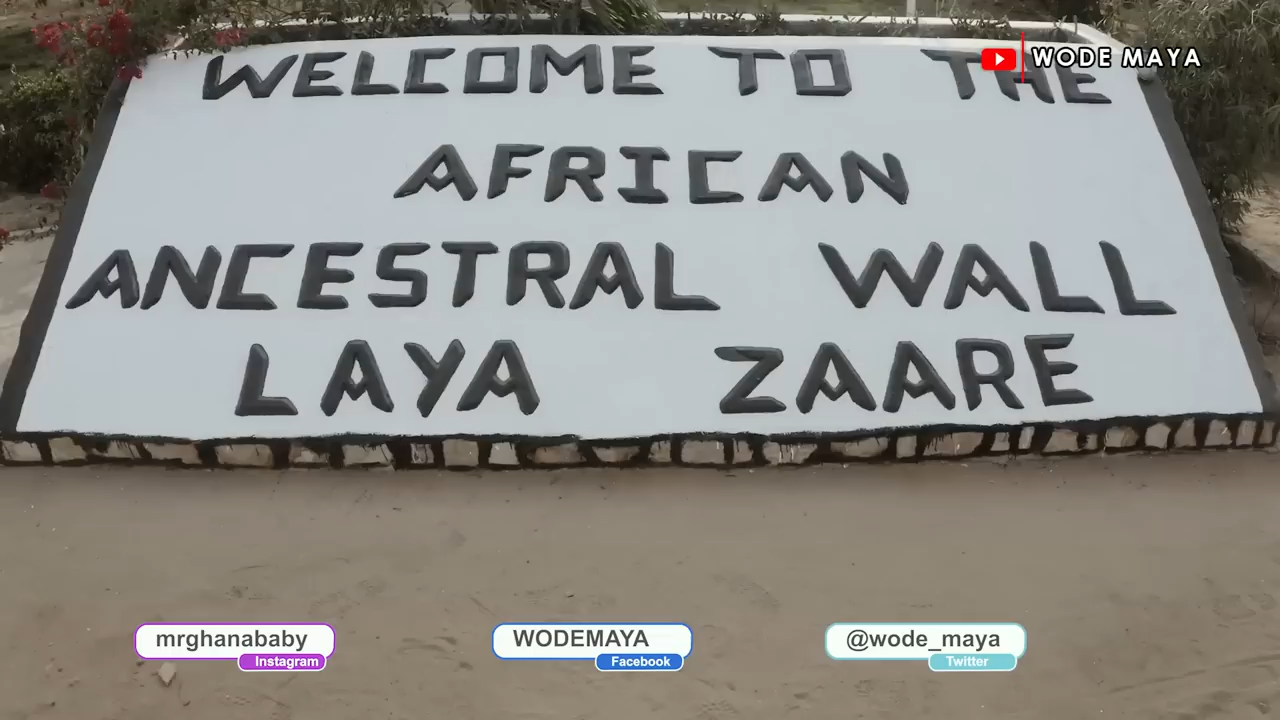 WELCOME TO THE
WODE MAYA
AFRICAN
ANCESTRAL WALL
LAYA ZAARE
mrghanababy
Instagram
WODEMAYA
Facebook
@wode_maya
Twitter